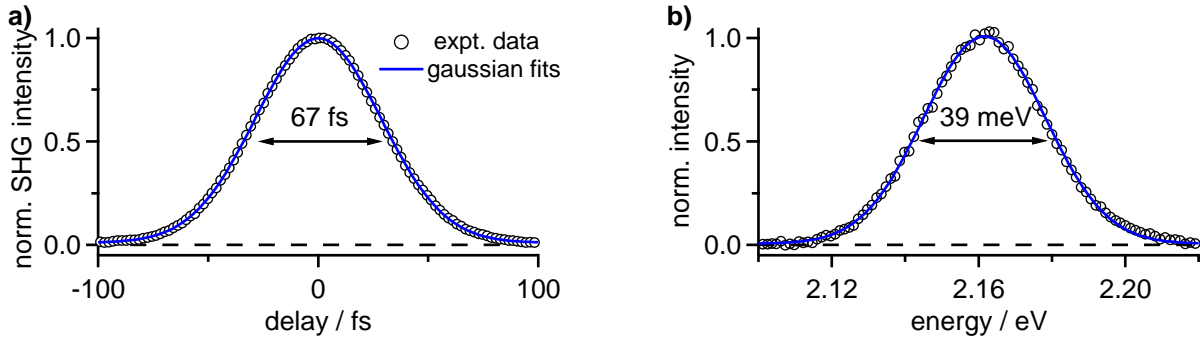 a)
norm. SHG intensity
1.0
0.5
0.0
expt. data
gaussian fits
67 fs
-100
0
100
delay / fs
b)
norm. intensity
1.0
0.5
0.0
39 meV
2.12
2.16
2.20
energy / eV